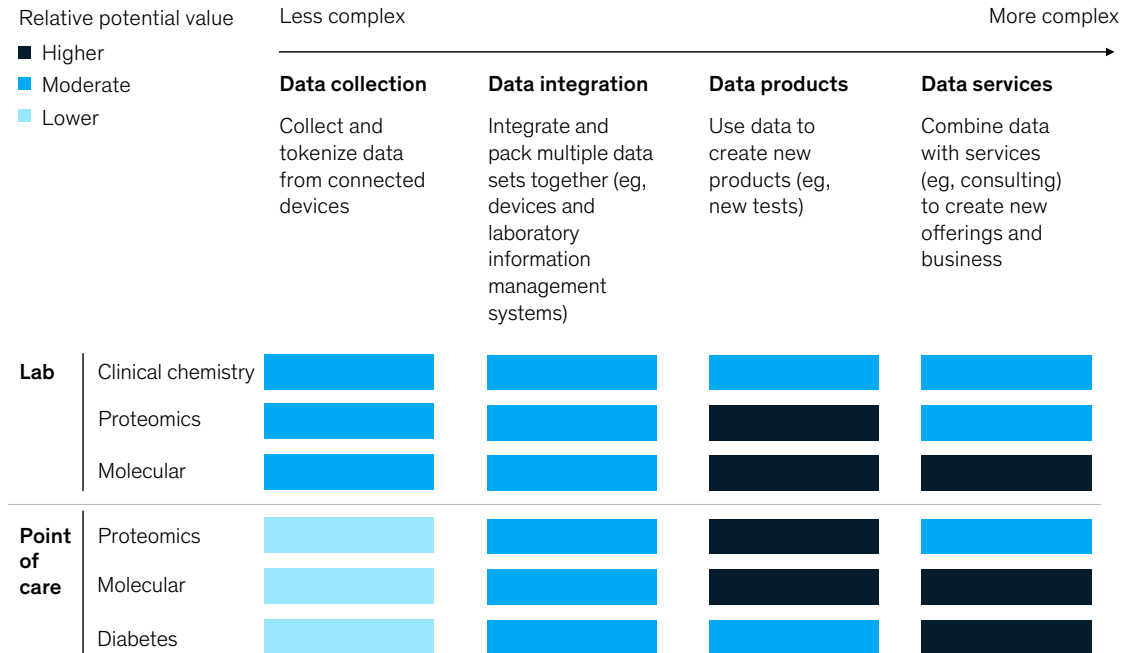 Relative potential value
Higher
Moderate
Lower
Less complex
More complex
Data collection
Collect and
tokenize data
from connected
devices
Data integration
Integrate and
pack multiple data
sets together (eg,
devices and
laboratory
information
management
systems)
Data products
Use data to
create new
products (eg,
new tests)
Data services
Combine data
with services
(eg, consulting)
to create new
offerings and
business
Lab
Clinical chemistry
Proteomics
Molecular
Point
of
care
Proteomics
Molecular
Diabetes